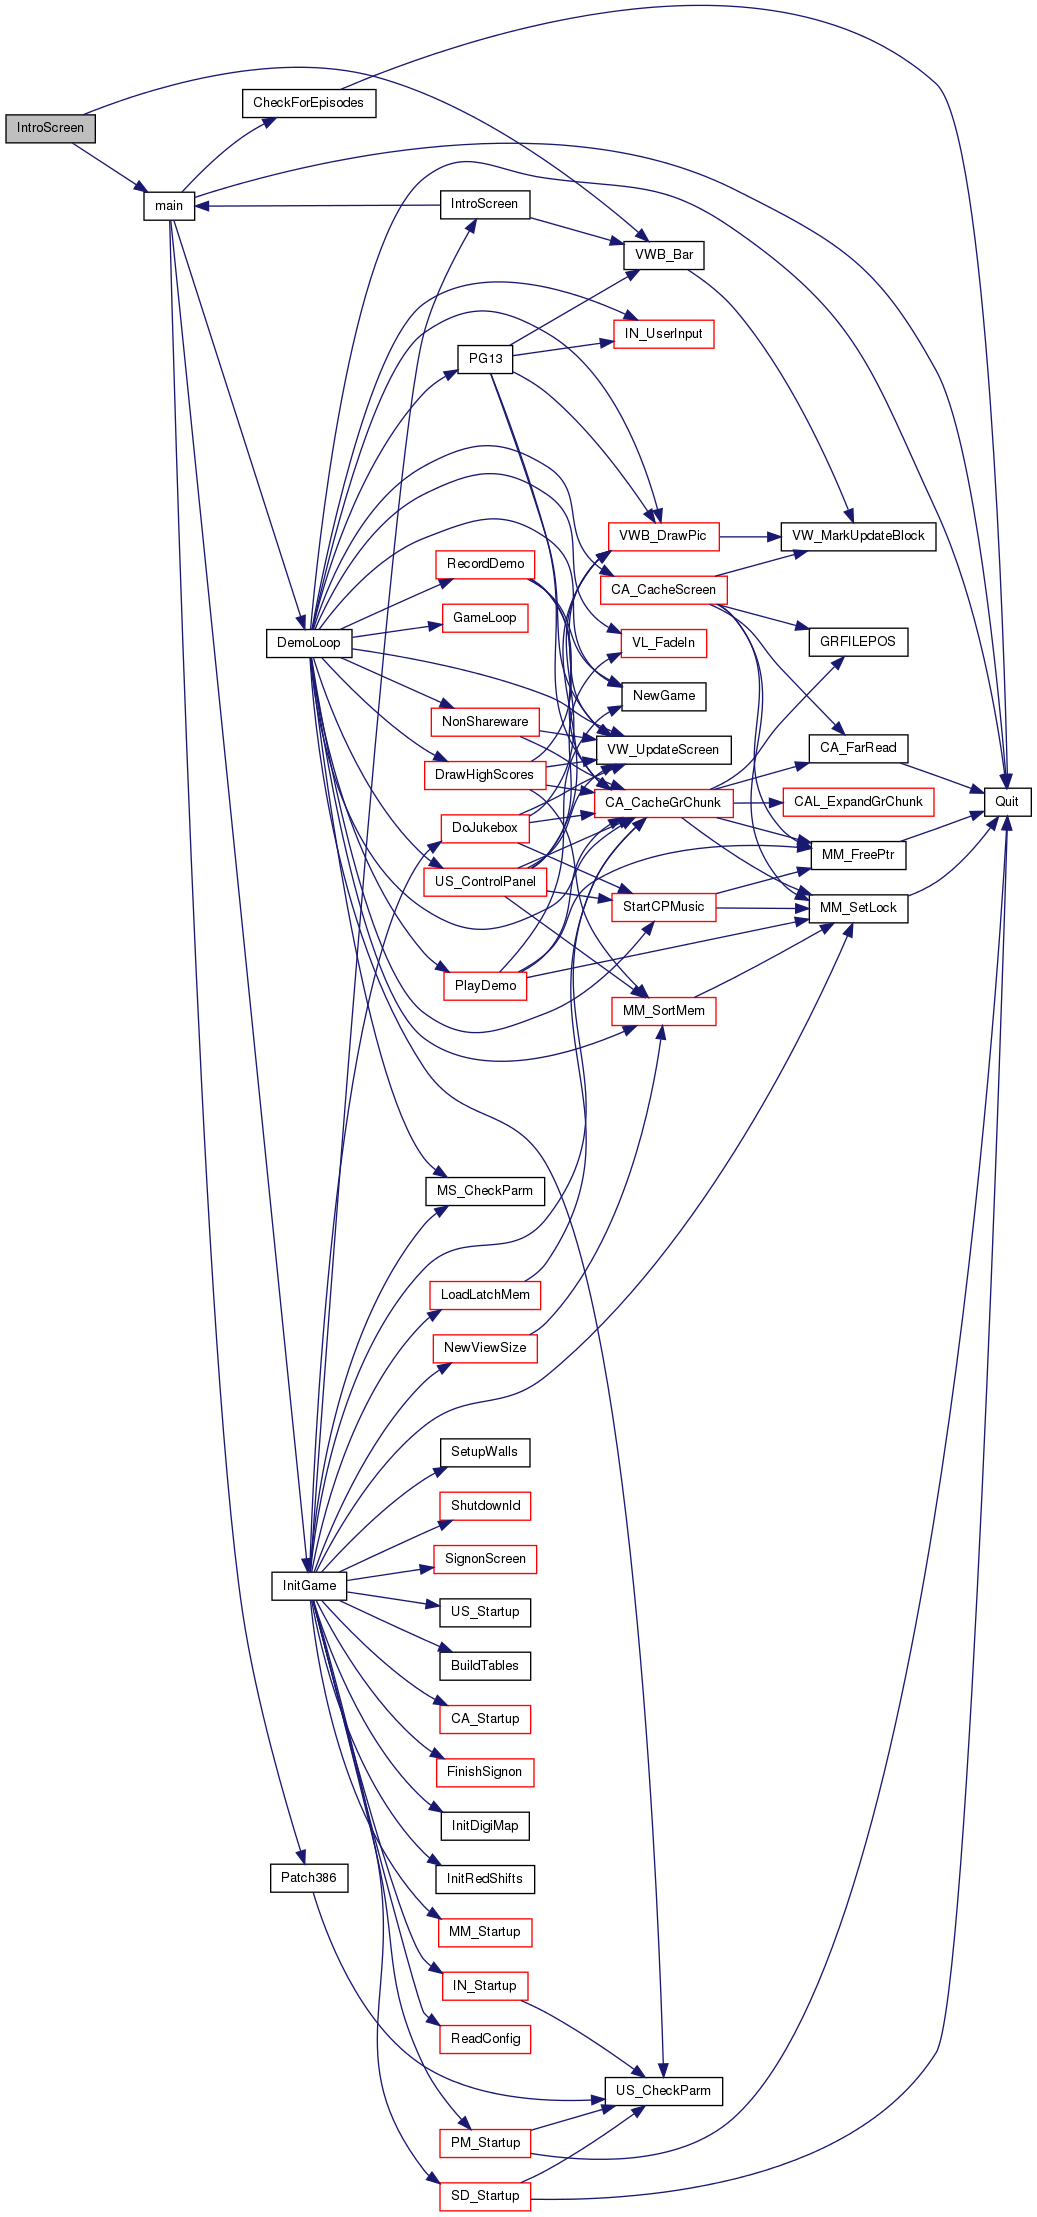 CheckForEpisodes
IntroScreen
main
IntroScreen
VWB_Bar
IN_UserInput
PG13
VWB_DrawPic
VW_MarkUpdateBlock
RecordDemo
CA_CacheScreen
GameLoop
DemoLoop
VL_FadeIn
GRFILEPOS
NewGame
NonShareware
VW_UpdateScreen
CA_FarRead
DrawHighScores
CA_CacheGrChunk
CAL_ExpandGrChunk
Quit
DoJukebox
MM_FreePtr
US_ControlPanel
StartCPMusic
MM_SetLock
PlayDemo
MM_SortMem
MS_CheckParm
LoadLatchMem
NewViewSize
SetupWalls
ShutdownId
SignonScreen
InitGame
US_Startup
BuildTables
CA_Startup
FinishSignon
InitDigiMap
Patch386
InitRedShifts
MM_Startup
IN_Startup
ReadConfig
US_CheckParm
PM_Startup
SD_Startup